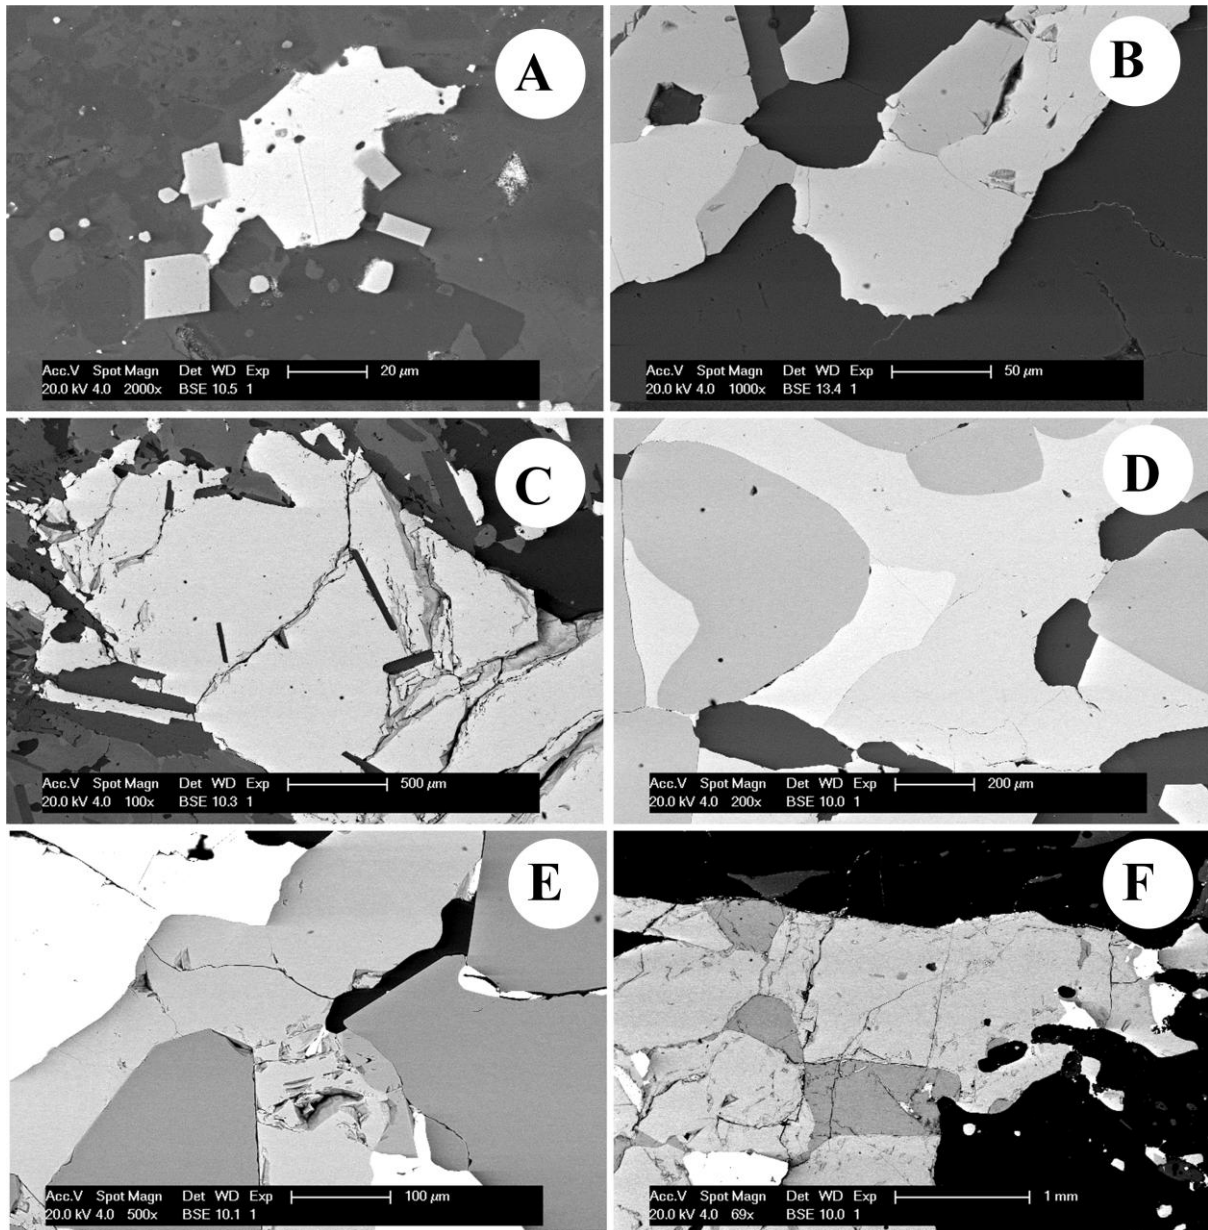 A
Acc.V Spot Magn Det WD Exp 20 µm
20.0 kV 4.0 2000x BSE 10.5 1
B
Acc.V Spot Magn Det WD Exp 50 µm
20.0 kV 4.0 1000x BSE 13.4 1
C
Acc.V Spot Magn Det WD Exp 500 µm
20.0 kV 4.0 100x BSE 10.3 1
D
Acc.V Spot Magn Det WD Exp 200 µm
20.0 kV 4.0 200x BSE 10.0 1
E
Acc.V Spot Magn Det WD Exp 100 µm
20.0 kV 4.0 500x BSE 10.1 1
F
Acc.V Spot Magn Det WD Exp 1 mm
20.0 kV 4.0 69x BSE 10.0 1